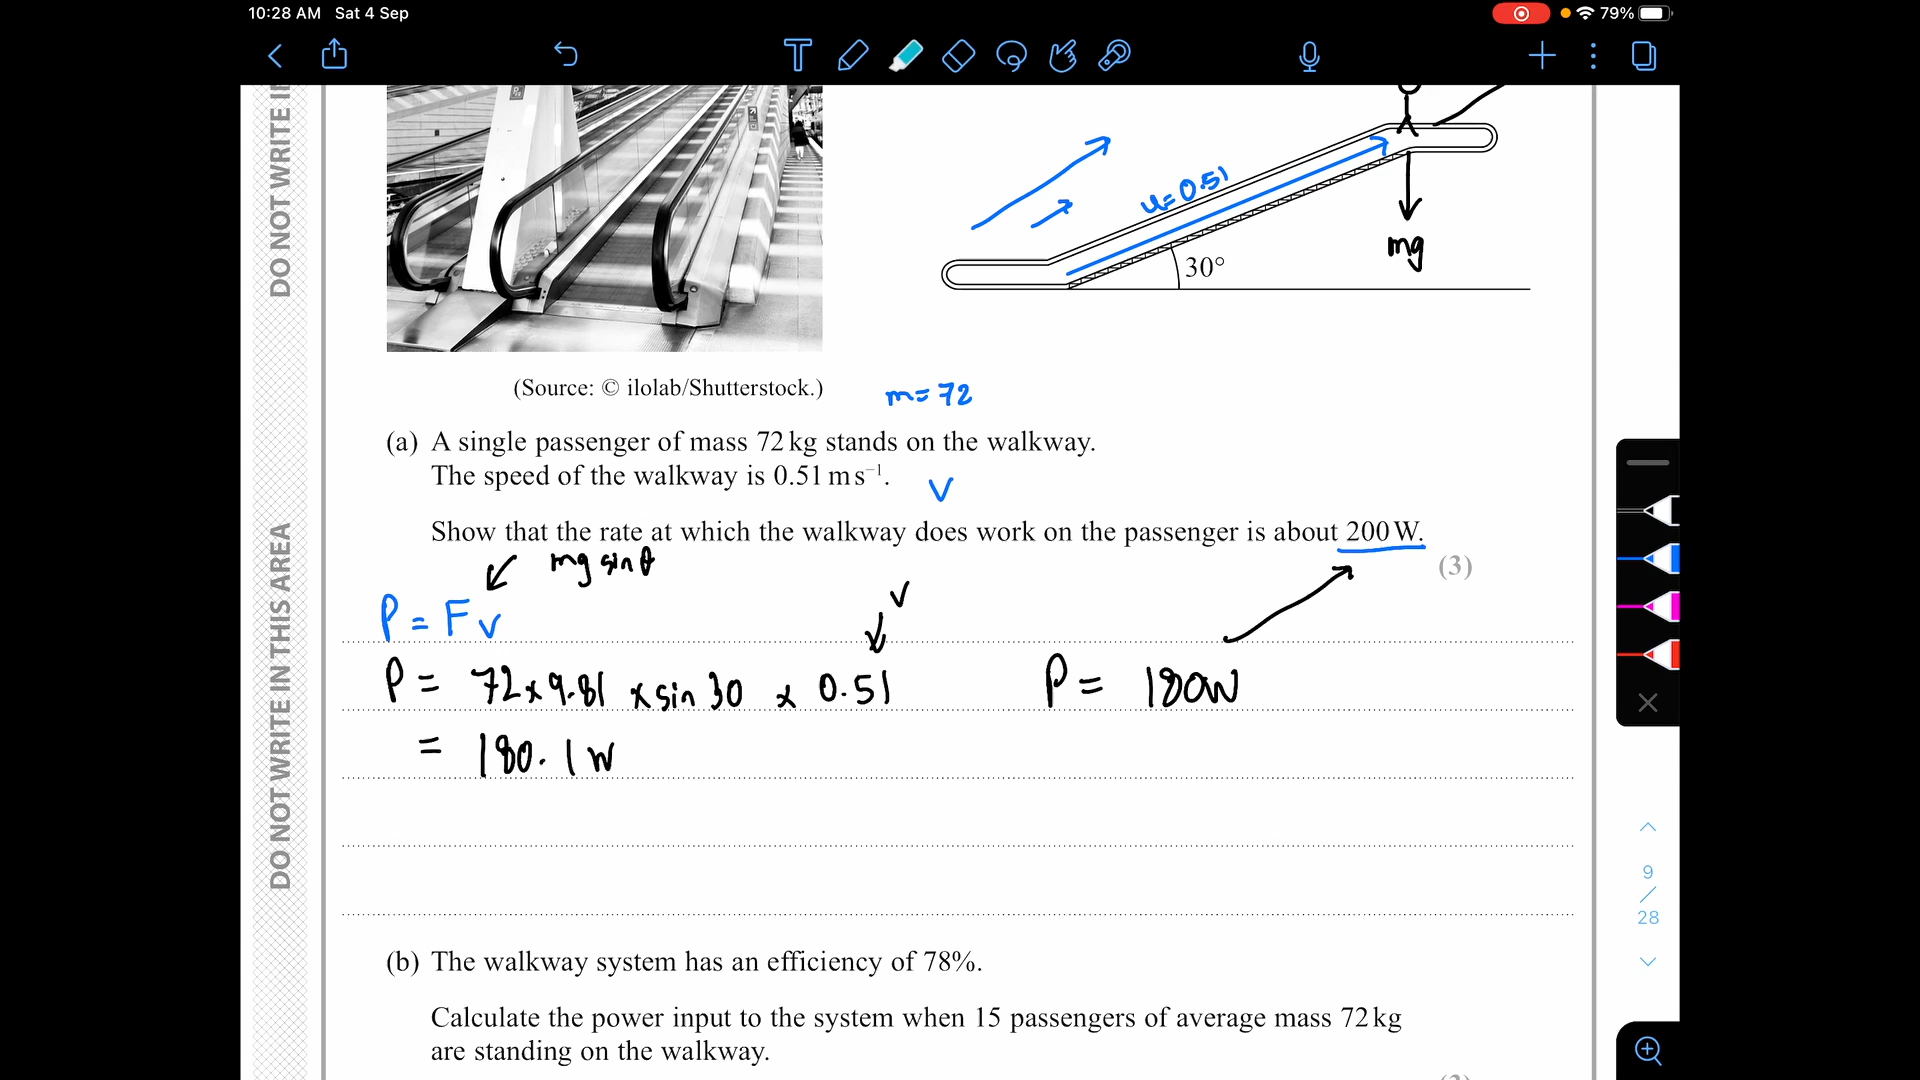 10:28 AM Sat 4 Sep
79%
DO NOT WRITE IN
u=0.51
mg
30°
(Source: © ilolab/Shutterstock.)
m=72
(a) A single passenger of mass 72 kg stands on the walkway.
The speed of the walkway is 0.51 m s⁻¹.
v
Show that the rate at which the walkway does work on the passenger is about 200 W.
(3)
mg sin θ
P = Fv
v
P = 72×9.81 × sin 30 × 0.51
P = 180W
= 180.1 W
DO NOT WRITE IN THIS AREA
9
/
28
(b) The walkway system has an efficiency of 78%.
Calculate the power input to the system when 15 passengers of average mass 72 kg
are standing on the walkway.